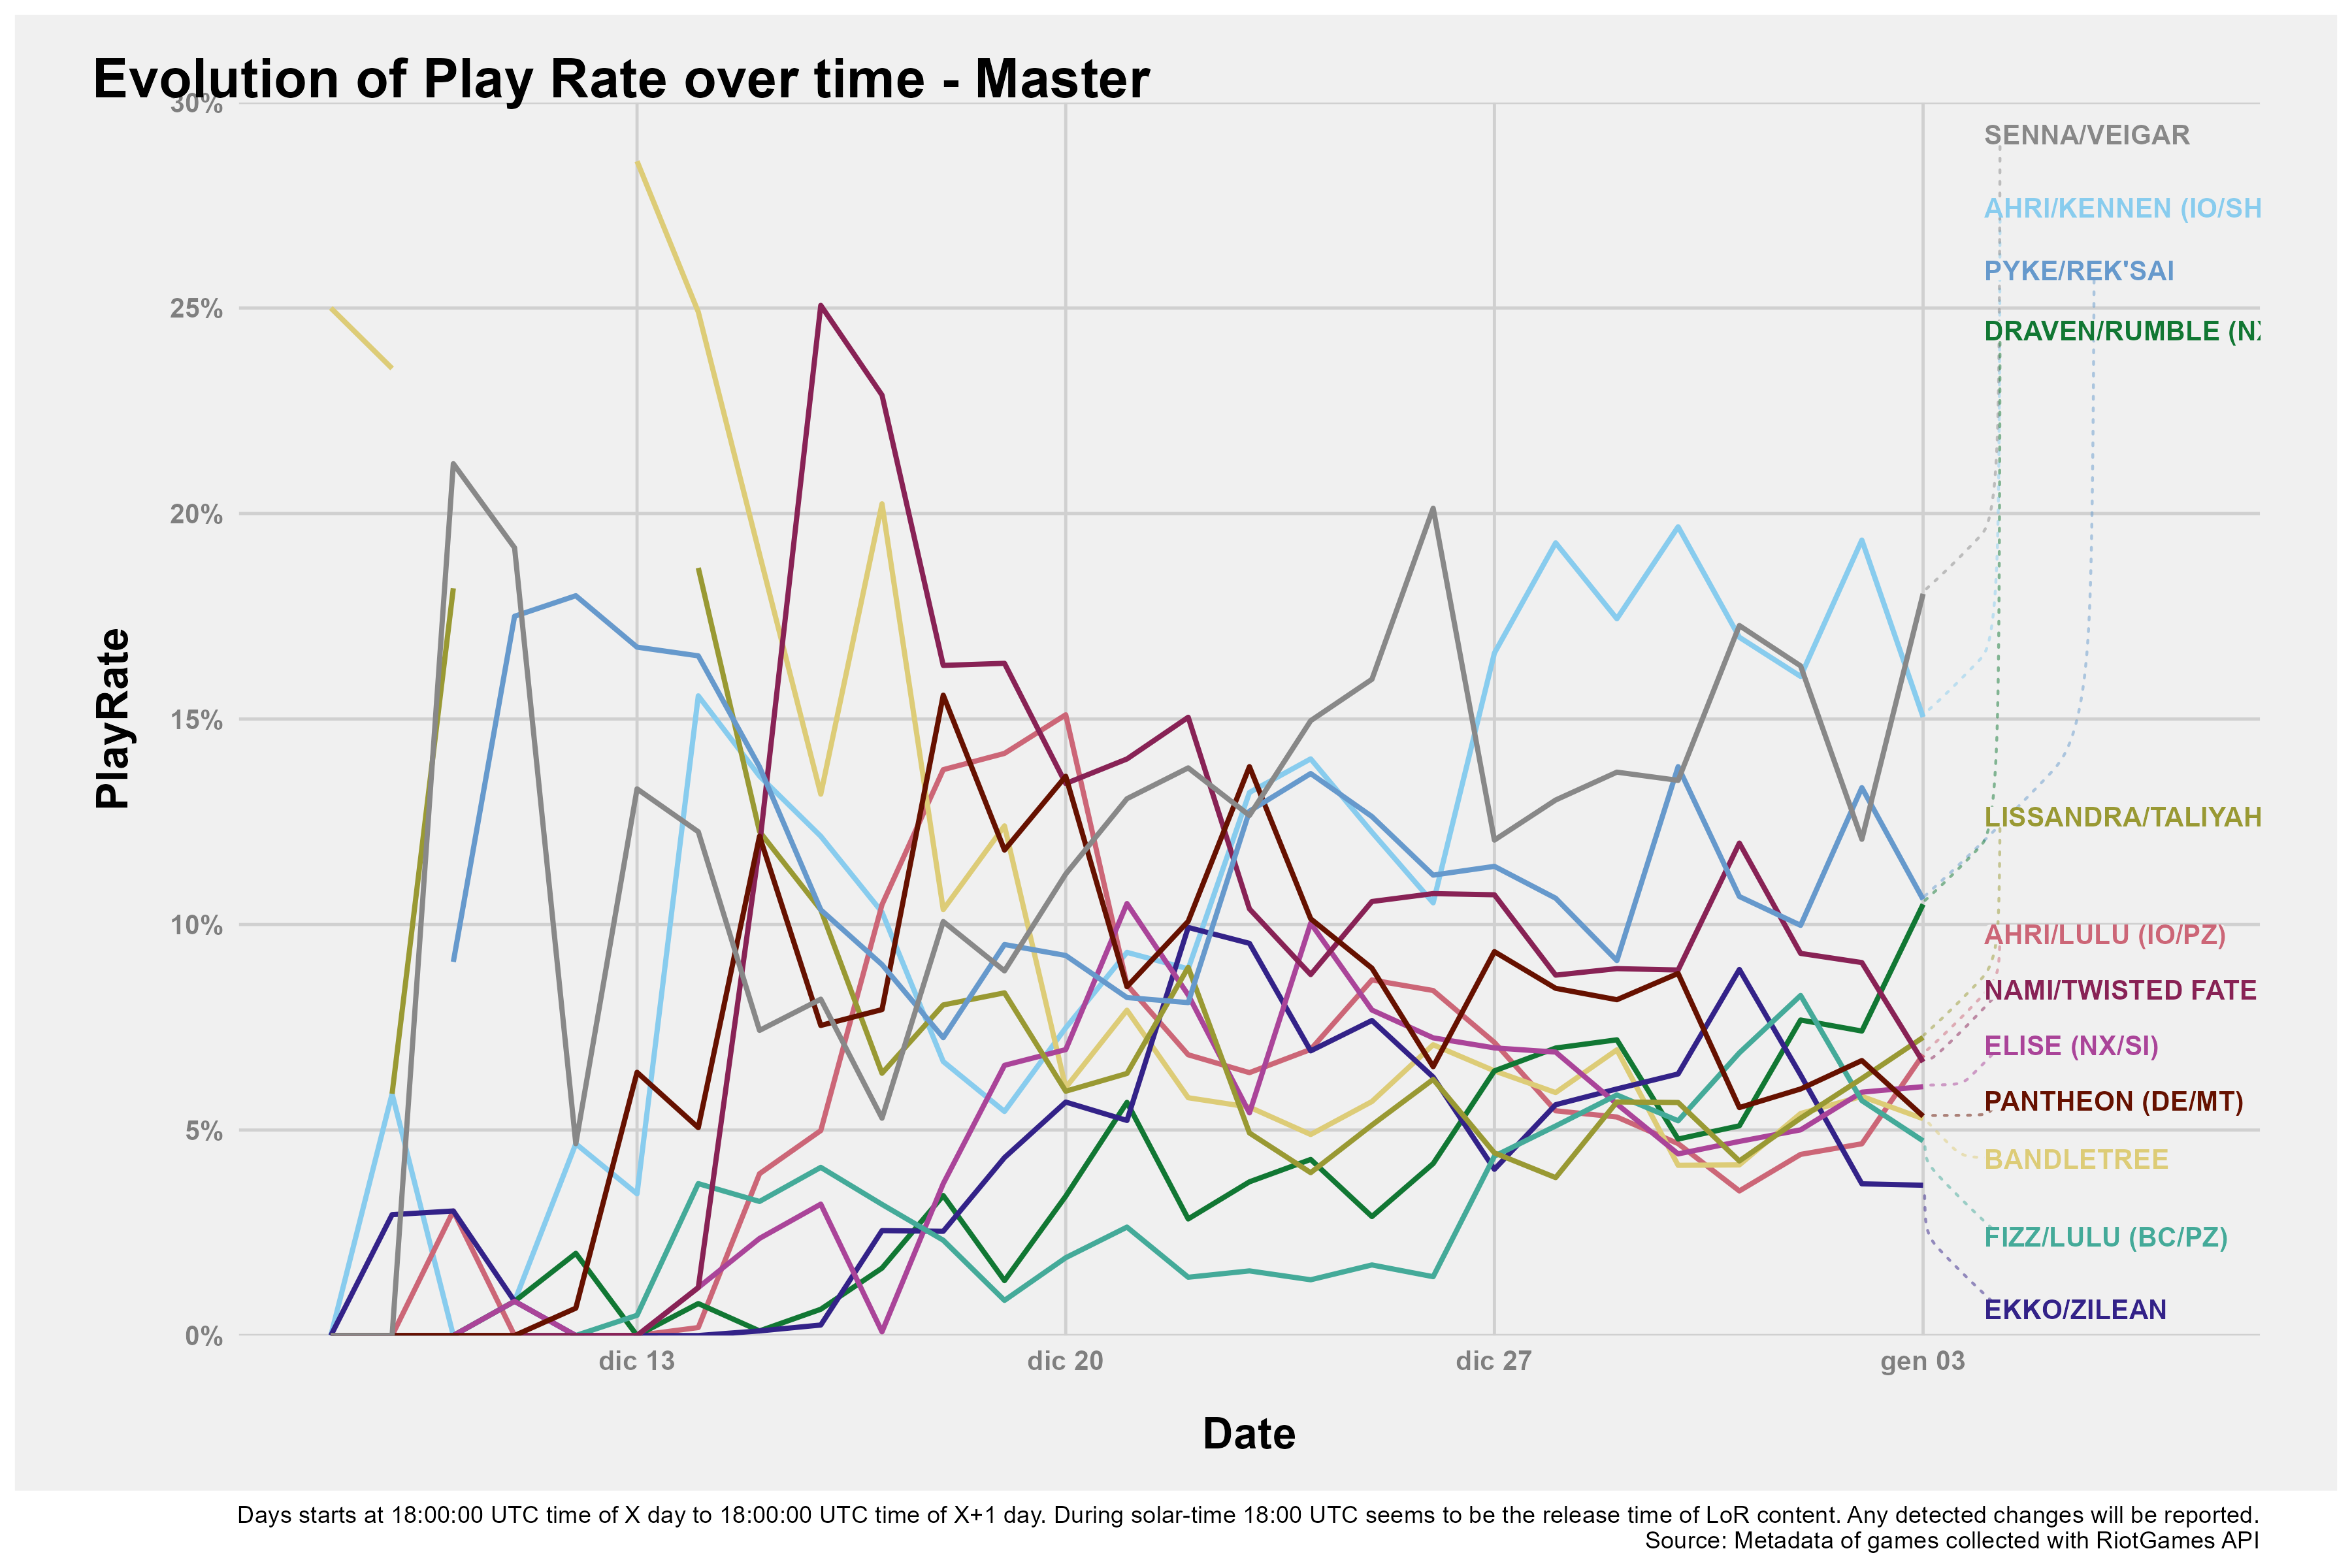 Evolution of Play Rate over time - Master
30%
25%
20%
15%
10%
5%
0%
PlayRate
SENNA/VEIGAR
AHRI/KENNEN (IO/SH
PYKE/REK'SAI
DRAVEN/RUMBLE (NX
LISSANDRA/TALIYAH
AHRI/LULU (IO/PZ)
NAMI/TWISTED FATE
ELISE (NX/SI)
PANTHEON (DE/MT)
BANDLETREE
FIZZ/LULU (BC/PZ)
EKKO/ZILEAN
dic 13
dic 20
dic 27
gen 03
Date
Days starts at 18:00:00 UTC time of X day to 18:00:00 UTC time of X+1 day. During solar-time 18:00 UTC seems to be the release time of LoR content. Any detected changes will be reported.
Source: Metadata of games collected with RiotGames API